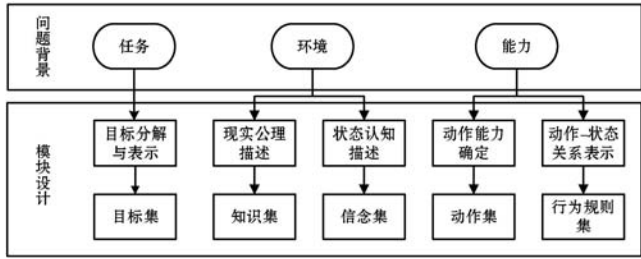 问题背景
任务
环境
能力
模块设计
目标分解
与表示
现实公理
描述
状态认知
描述
动作能力
确定
动作-状态
关系表示
目标集
知识集
信念集
动作集
行为规则
集